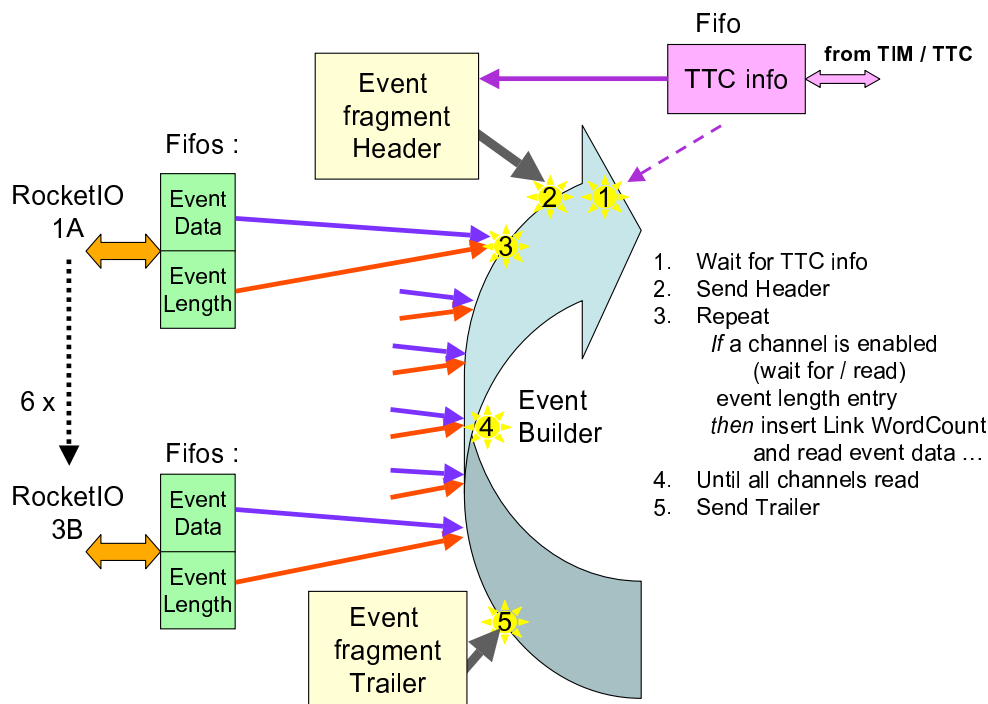 Fifo
TTC info
from TIM / TTC
Event
fragment
Header
2
1
Fifos :
RocketIO
1A
Event
Data
Event
Length
3
1. Wait for TTC info
2. Send Header
3. Repeat
If a channel is enabled
(wait for / read)
event length entry
then insert Link WordCount
and read event data …
4. Until all channels read
5. Send Trailer
6 x
4
Event
Builder
Fifos :
RocketIO
3B
Event
Data
Event
Length
5
Event
fragment
Trailer